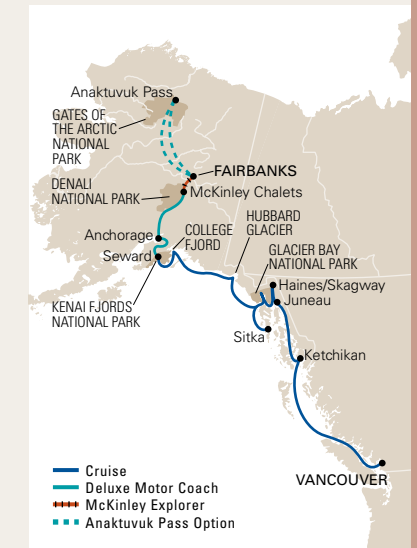 Anaktuvuk Pass
GATES OF
THE ARCTIC
NATIONAL
PARK
FAIRBANKS
DENALI
NATIONAL PARK
McKinley Chalets
HUBBARD
GLACIER
COLLEGE
FJORD
Anchorage
GLACIER BAY
NATIONAL PARK
Seward
Haines/Skagway
Juneau
KENAI FJORDS
NATIONAL PARK
Sitka
Ketchikan
VANCOUVER
Cruise
Deluxe Motor Coach
McKinley Explorer
Anaktuvuk Pass Option